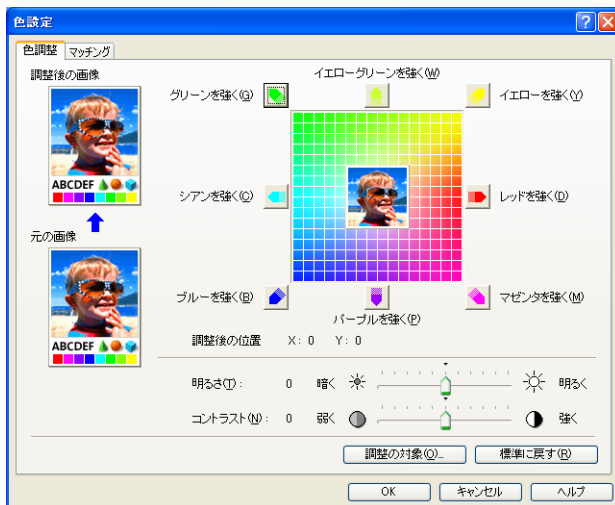 色設定
色調整 マッチング
調整後の画像
イエローグリーンを強く(W)
グリーンを強く(G)
イエローを強く(Y)
ABCDEF
シアンを強く(C)
レッドを強く(D)
元の画像
ブルーを強く(B)
マゼンタを強く(M)
パープルを強く(P)
ABCDEF
調整後の位置 X: 0 Y: 0
明るさ(T): 0 暗く 明るく
コントラスト(N): 0 弱く 強く
調整の対象(O)... 標準に戻す(R)
OK キャンセル ヘルプ